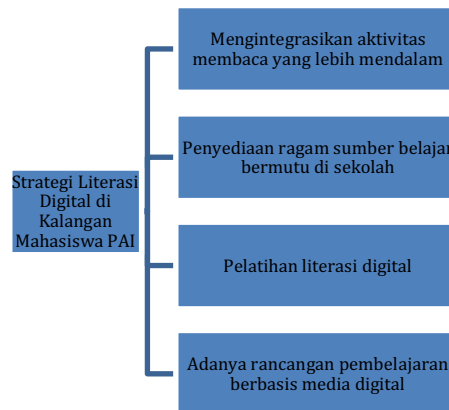 Strategi Literasi
Digital di
Kalangan
Mahasiswa PAI
Mengintegrasikan aktivitas
membaca yang lebih mendalam
Penyediaan ragam sumber belajar
bermutu di sekolah
Pelatihan literasi digital
Adanya rancangan pembelajaran
berbasis media digital